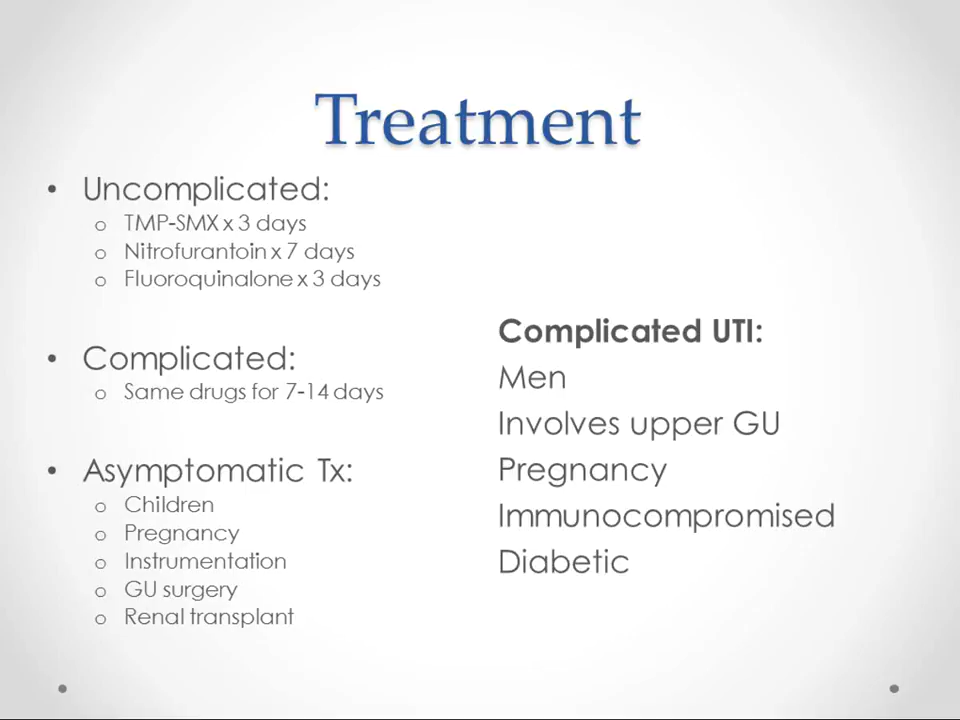 Treatment
• Uncomplicated:
o TMP-SMX x 3 days
o Nitrofurantoin x 7 days
o Fluoroquinalone x 3 days
• Complicated:
o Same drugs for 7-14 days
• Asymptomatic Tx:
o Children
o Pregnancy
o Instrumentation
o GU surgery
o Renal transplant
Complicated UTI:
Men
Involves upper GU
Pregnancy
Immunocompromised
Diabetic